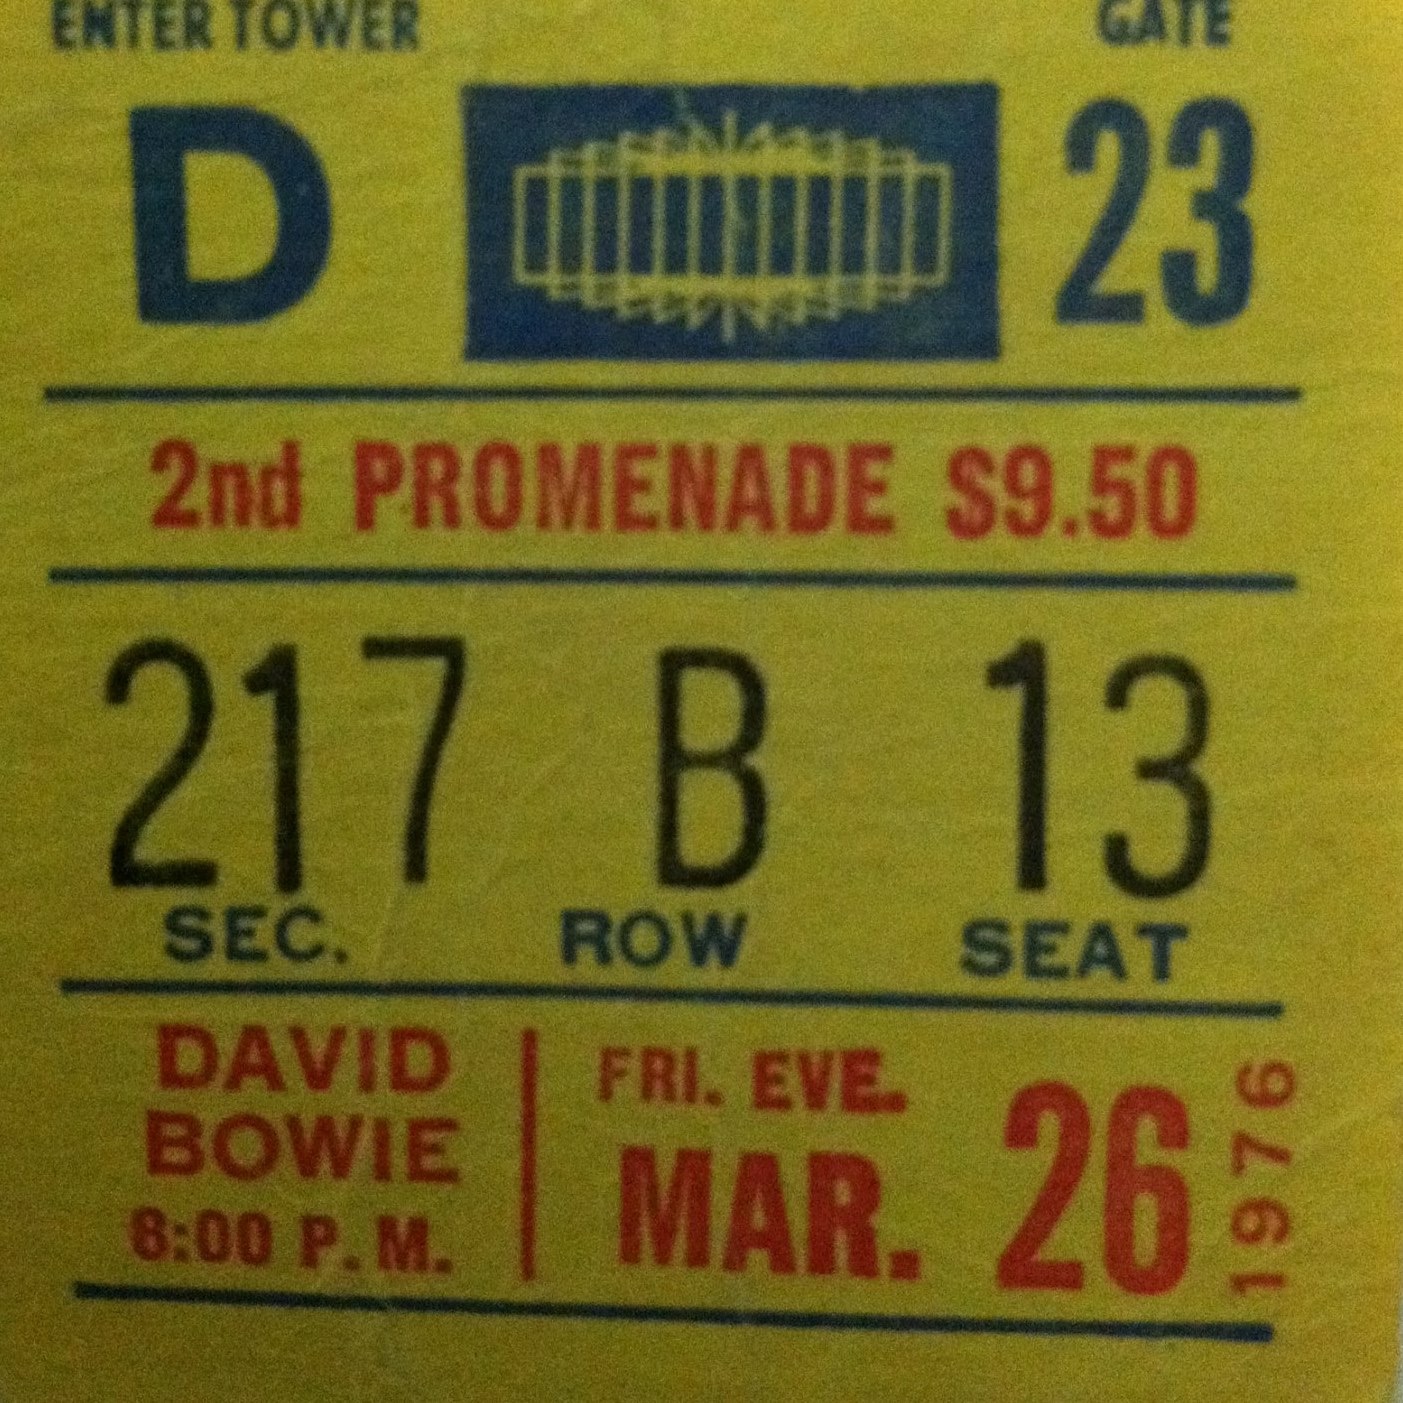 ENTER TOWER GATE
D 23
2nd PROMENADE $9.50
217 B 13
SEC. ROW SEAT
DAVID
BOWIE
8:00 P.M.
FRI. EVE.
MAR. 26
1976